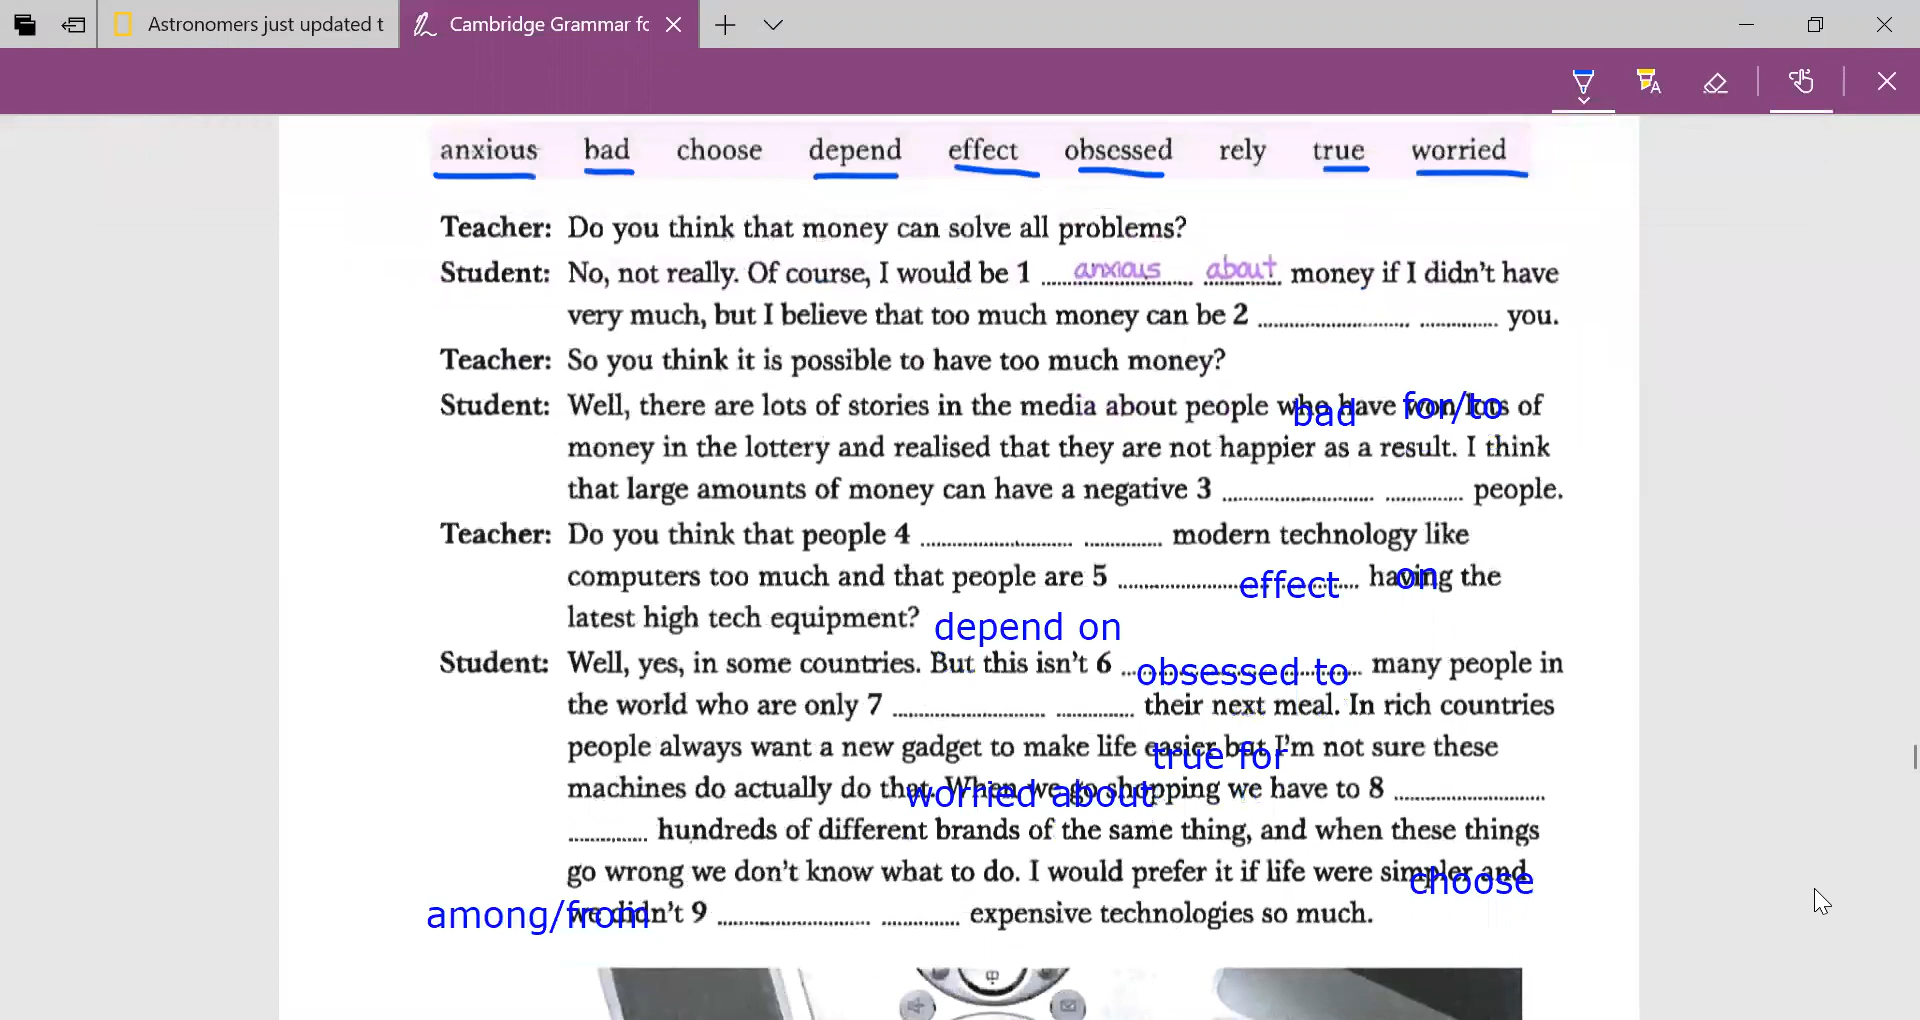 Astronomers just updated t
Cambridge Grammar fo
anxious bad choose depend effect obsessed rely true worried
Teacher: Do you think that money can solve all problems?
Student: No, not really. Of course, I would be 1 anxious about money if I didn't have
very much, but I believe that too much money can be 2 ........ ........ you.
Teacher: So you think it is possible to have too much money?
Student: Well, there are lots of stories in the media about people who have won lots of
bad for/to
money in the lottery and realised that they are not happier as a result. I think
that large amounts of money can have a negative 3 ........ ........ people.
Teacher: Do you think that people 4 ........ ........ modern technology like
computers too much and that people are 5 ........ ........ having the
effect on
latest high tech equipment?
depend on
Student: Well, yes, in some countries. But this isn't 6 ........ ........ many people in
obsessed to
the world who are only 7 ........ ........ their next meal. In rich countries
people always want a new gadget to make life easier but I'm not sure these
true for
machines do actually do that. When we go shopping we have to 8 ........
worried about
........ hundreds of different brands of the same thing, and when these things
go wrong we don't know what to do. I would prefer it if life were simpler and
choose
we didn't 9 ........ ........ expensive technologies so much.
among/from